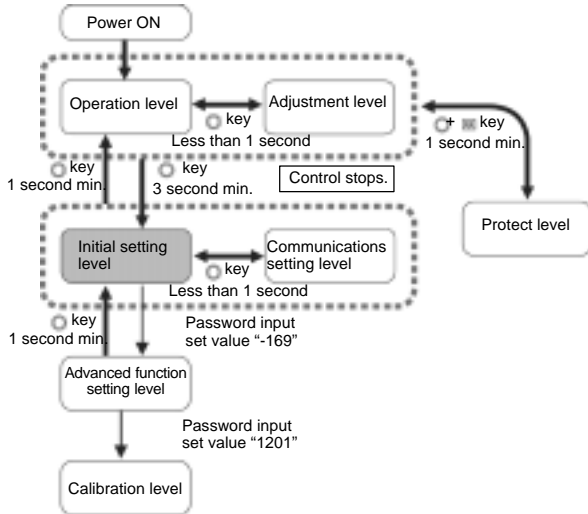 Power ON
Operation level
Adjustment level
key
Less than 1 second
+ key
1 second min.
key
1 second min.
key
3 second min.
Control stops.
Protect level
Initial setting
level
Communications
setting level
key
Less than 1 second
key
1 second min.
Password input
set value “-169”
Advanced function
setting level
Password input
set value “1201”
Calibration level